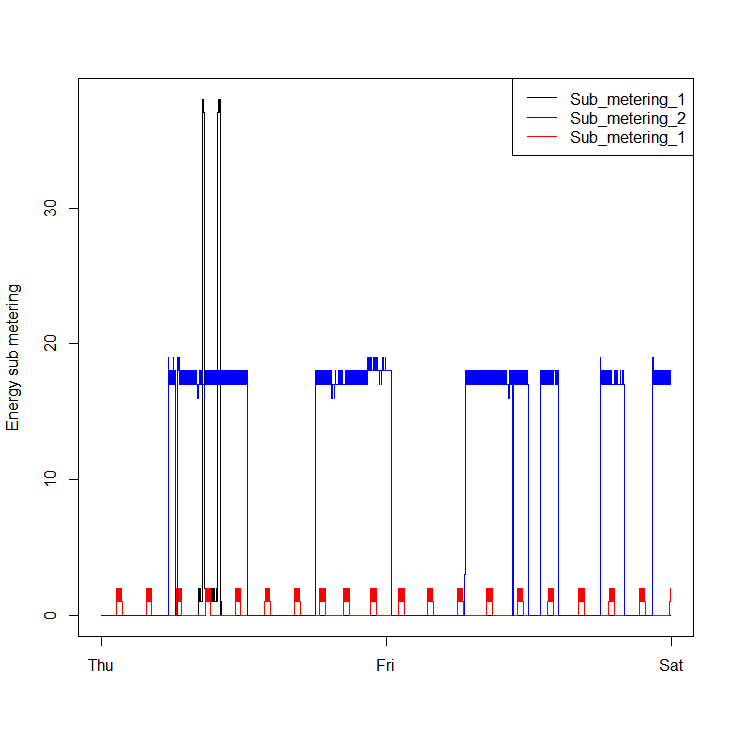 Sub_metering_1
Sub_metering_2
Sub_metering_1
Energy sub metering
30
20
10
0
Thu Fri Sat